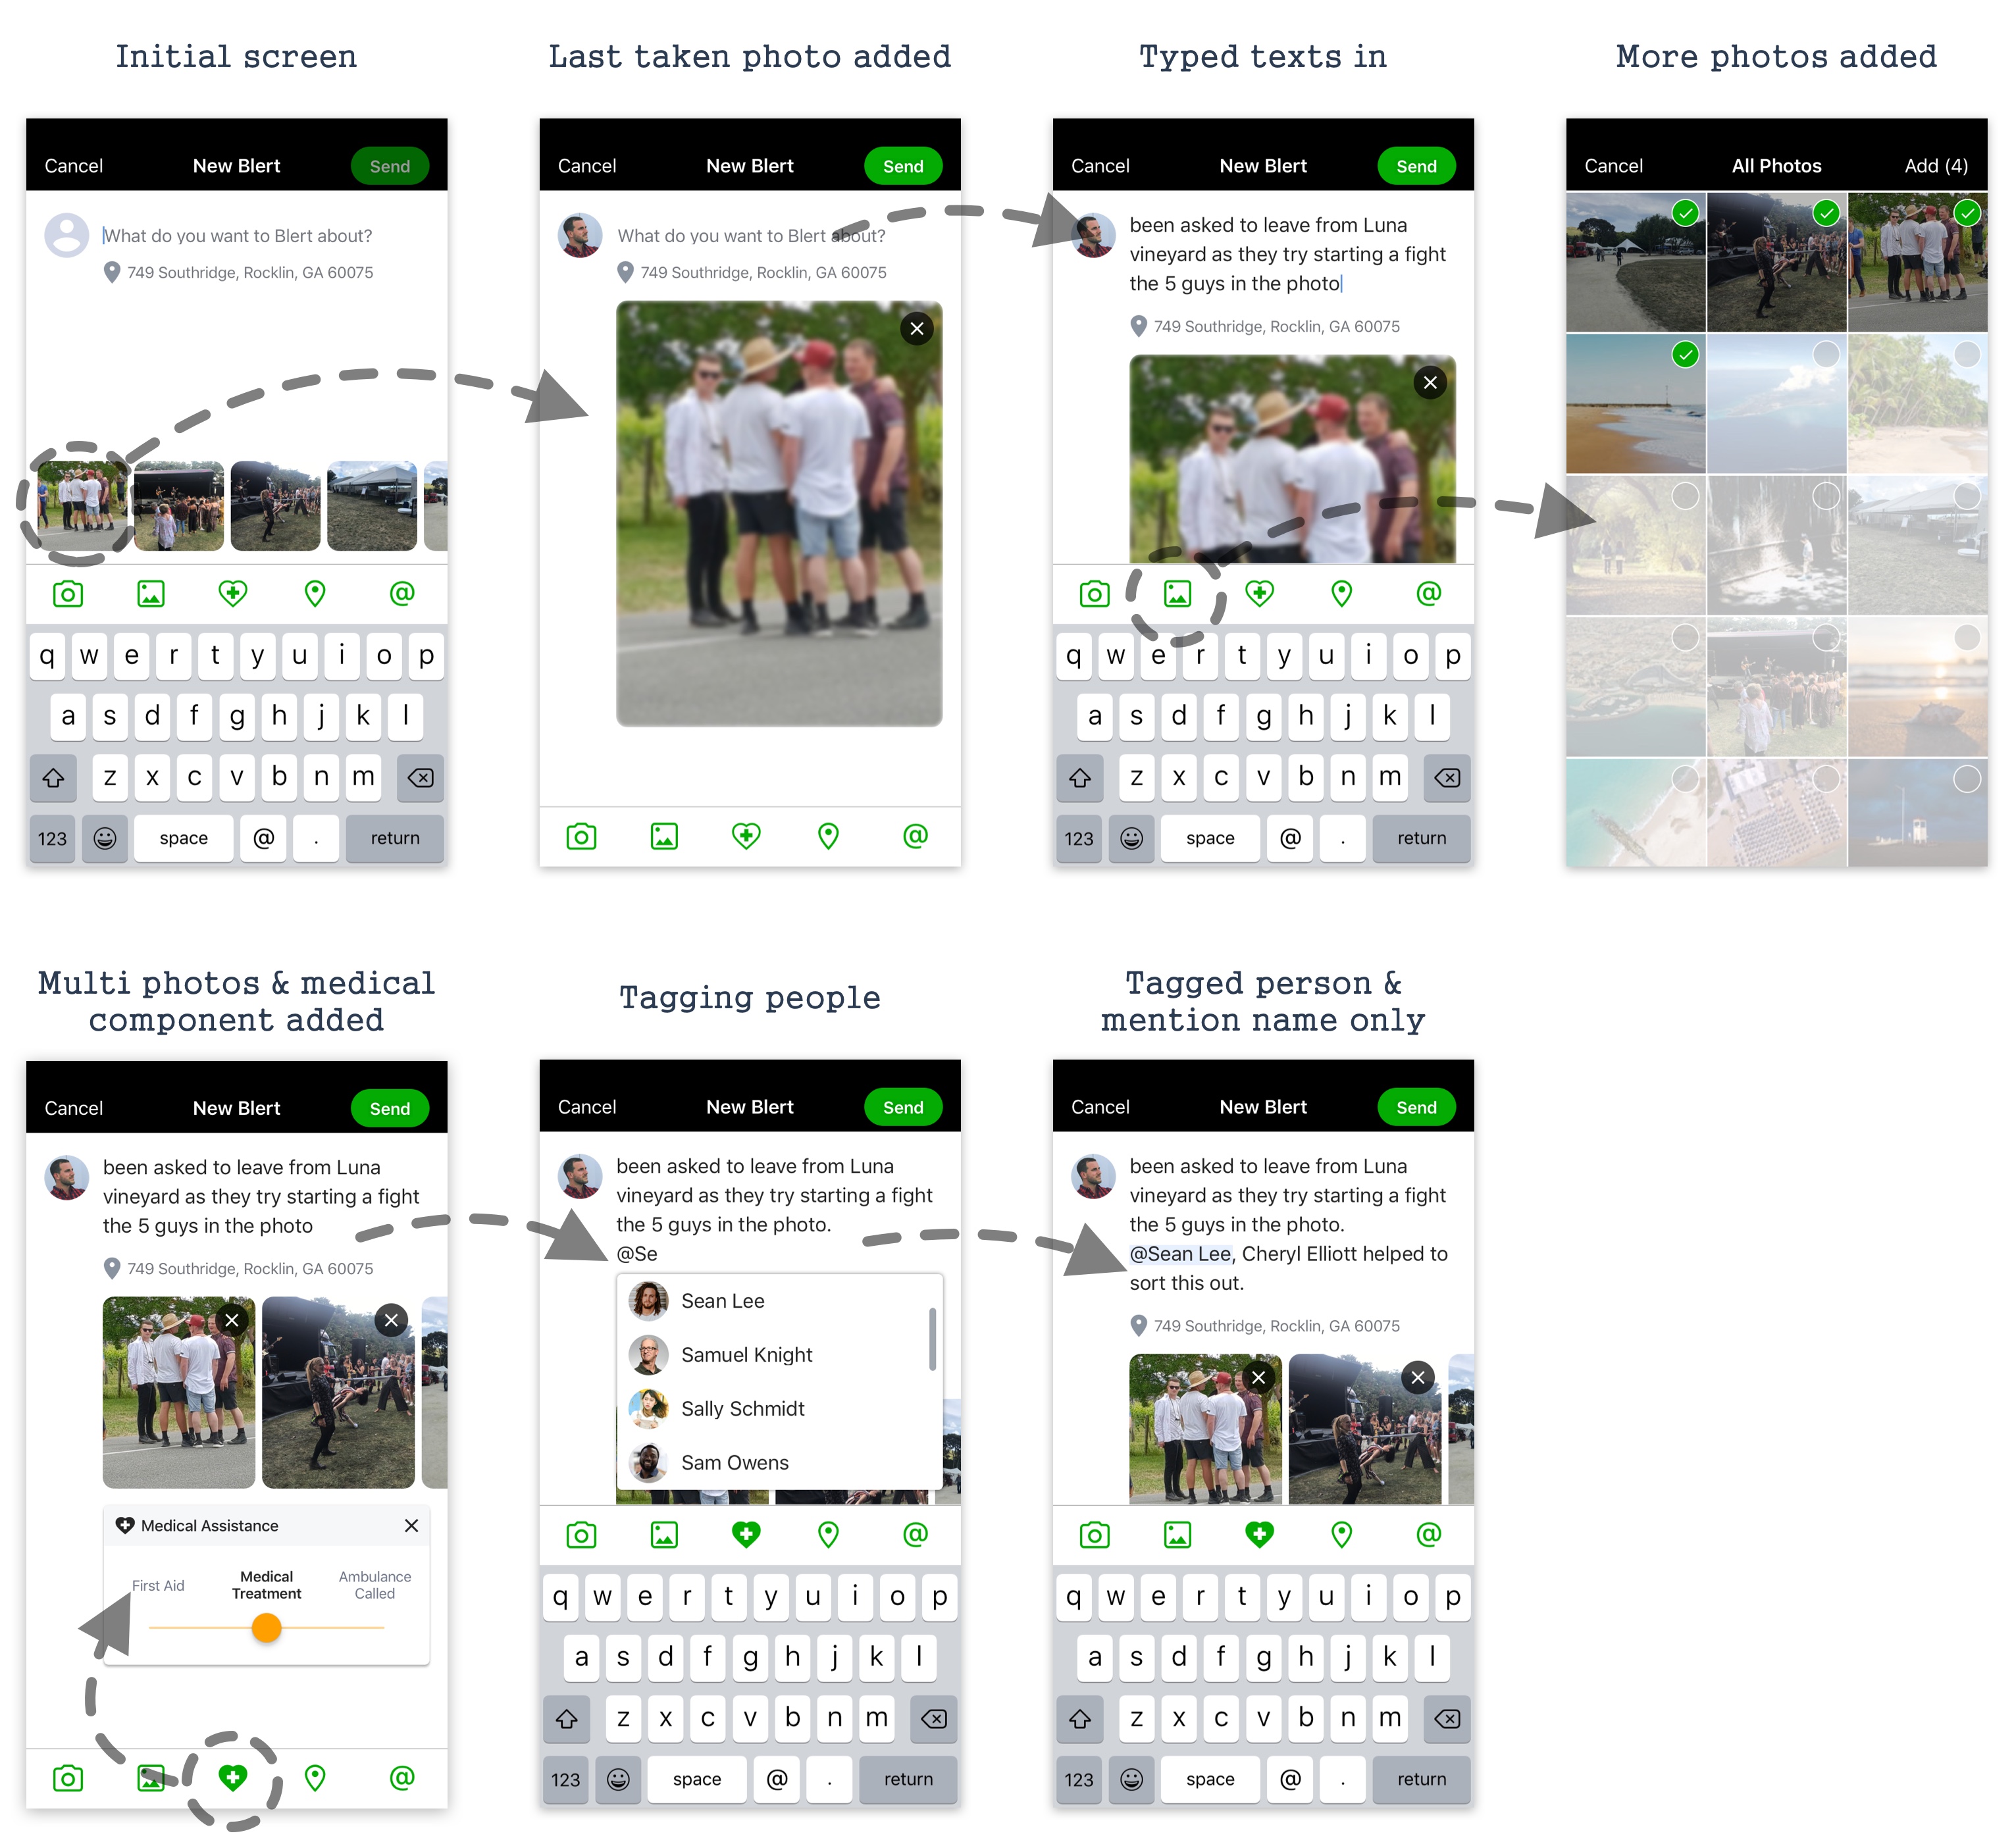 Initial screen
Last taken photo added
Typed texts in
More photos added
Cancel New Blert Send
What do you want to Blert about?
749 Southridge, Rocklin, GA 60075
q w e r t y u i o p
a s d f g h j k l
z x c v b n m
123 space @ . return
Cancel New Blert Send
What do you want to Blert about?
749 Southridge, Rocklin, GA 60075
Cancel New Blert Send
been asked to leave from Luna
vineyard as they try starting a fight
the 5 guys in the photo
749 Southridge, Rocklin, GA 60075
q w e r t y u i o p
a s d f g h j k l
z x c v b n m
123 space @ . return
Cancel All Photos Add (4)
Multi photos & medical
component added
Tagging people
Tagged person &
mention name only
Cancel New Blert Send
been asked to leave from Luna
vineyard as they try starting a fight
the 5 guys in the photo
749 Southridge, Rocklin, GA 60075
Medical Assistance
First Aid
Medical
Treatment
Ambulance
Called
Cancel New Blert Send
been asked to leave from Luna
vineyard as they try starting a fight
the 5 guys in the photo.
@Se
Sean Lee
Samuel Knight
Sally Schmidt
Sam Owens
q w e r t y u i o p
a s d f g h j k l
z x c v b n m
123 space @ . return
Cancel New Blert Send
been asked to leave from Luna
vineyard as they try starting a fight
the 5 guys in the photo.
@Sean Lee, Cheryl Elliott helped to
sort this out.
749 Southridge, Rocklin, GA 60075
q w e r t y u i o p
a s d f g h j k l
z x c v b n m
123 space @ . return